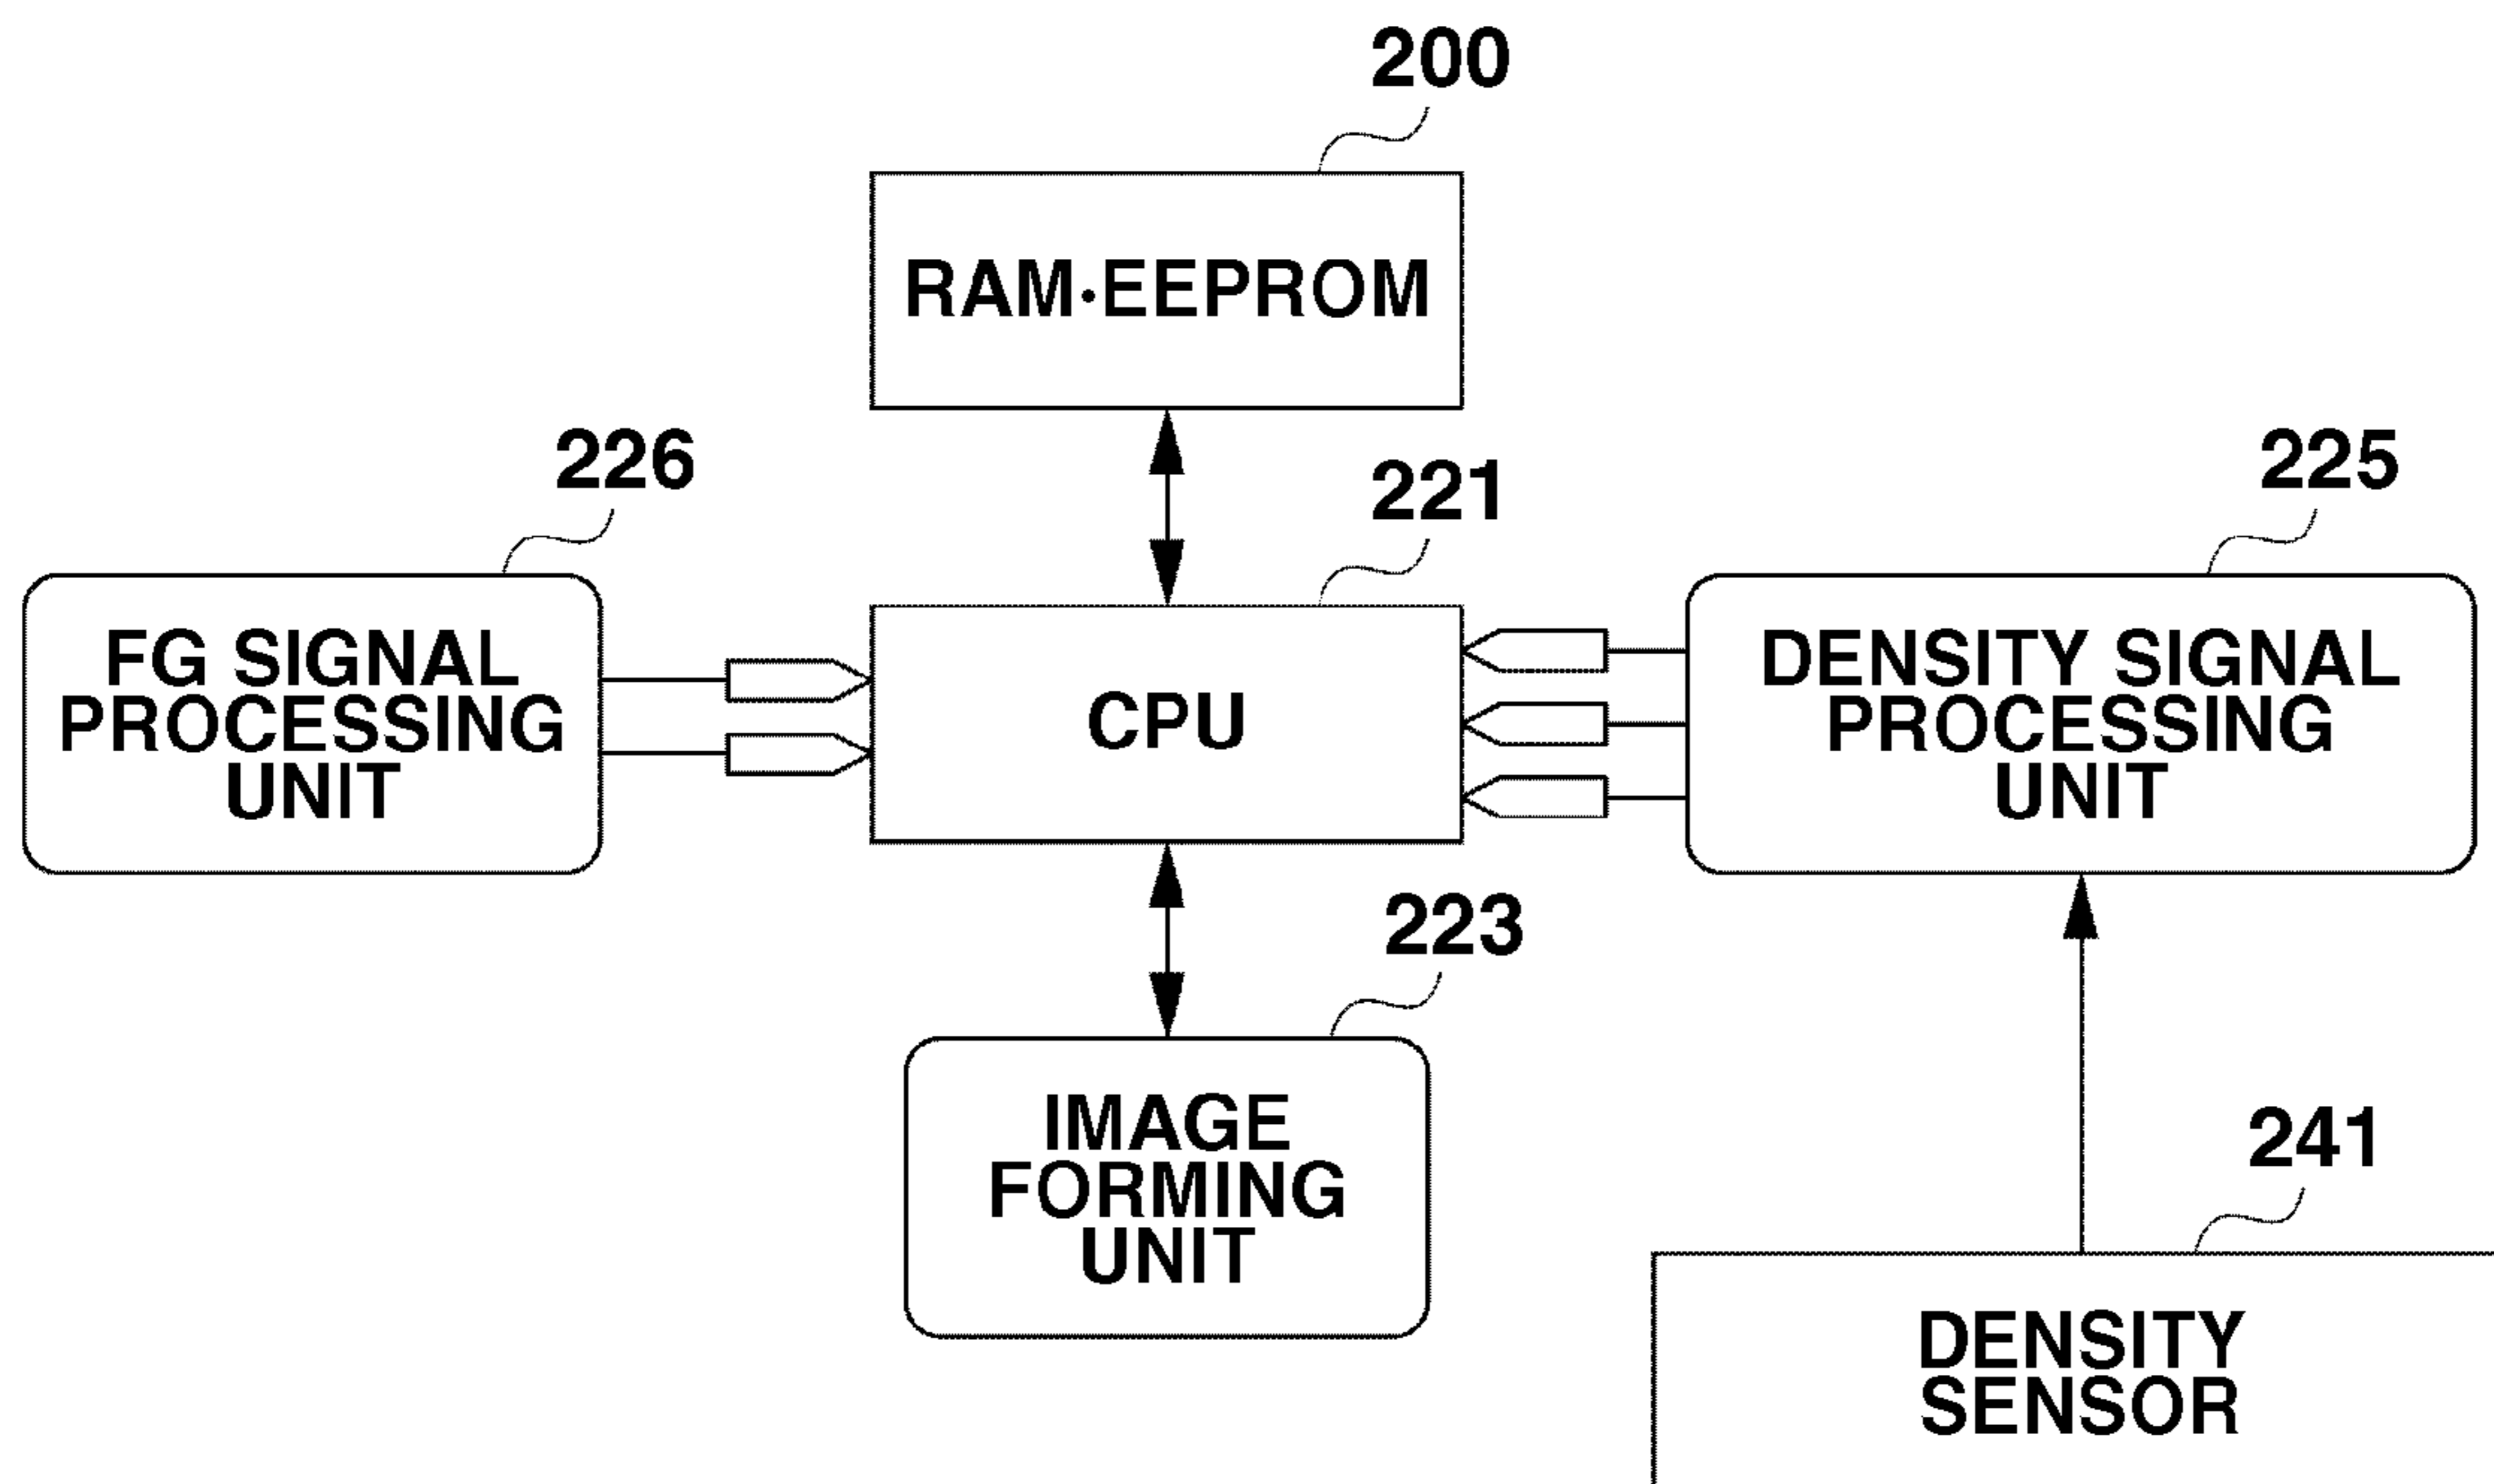 200
RAM·EEPROM
226
221
225
FG SIGNAL
PROCESSING
UNIT
CPU
DENSITY SIGNAL
PROCESSING
UNIT
223
IMAGE
FORMING
UNIT
241
DENSITY
SENSOR